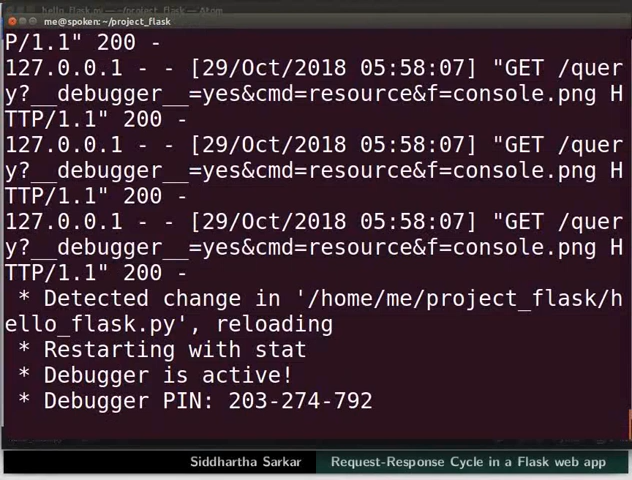 hello_flask.py — ~/project_flask — Atom
me@spoken: ~/project_flask
P/1.1" 200 -
127.0.0.1 - - [29/Oct/2018 05:58:07] "GET /quer
y?__debugger__=yes&cmd=resource&f=console.png H
TTP/1.1" 200 -
127.0.0.1 - - [29/Oct/2018 05:58:07] "GET /quer
y?__debugger__=yes&cmd=resource&f=console.png H
TTP/1.1" 200 -
127.0.0.1 - - [29/Oct/2018 05:58:07] "GET /quer
y?__debugger__=yes&cmd=resource&f=console.png H
TTP/1.1" 200 -
* Detected change in '/home/me/project_flask/h
ello_flask.py', reloading
* Restarting with stat
* Debugger is active!
* Debugger PIN: 203-274-792
Siddhartha Sarkar Request-Response Cycle in a Flask web app